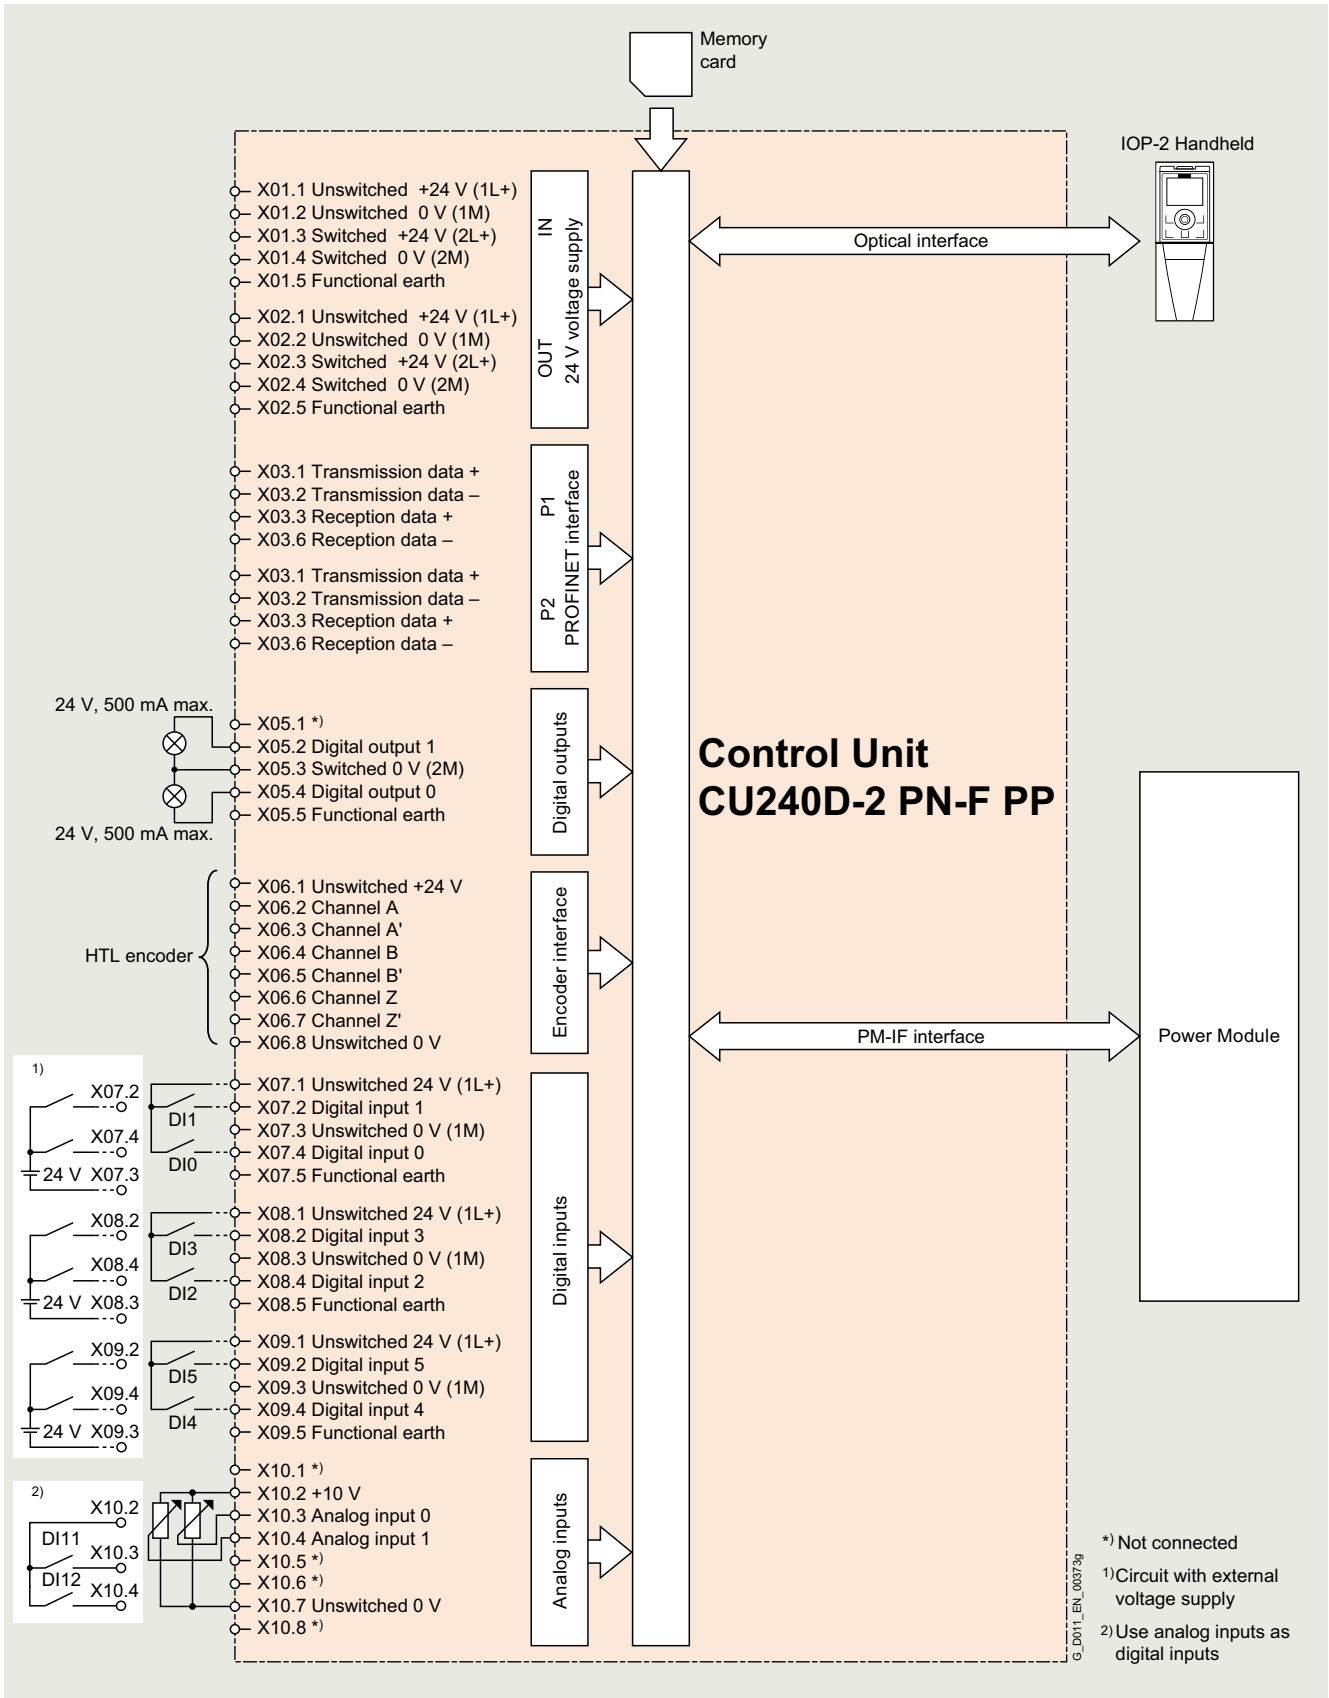 Memory
card
IOP-2 Handheld
X01.1 Unswitched +24 V (1L+)
X01.2 Unswitched 0 V (1M)
X01.3 Switched +24 V (2L+)
X01.4 Switched 0 V (2M)
X01.5 Functional earth
X02.1 Unswitched +24 V (1L+)
X02.2 Unswitched 0 V (1M)
X02.3 Switched +24 V (2L+)
X02.4 Switched 0 V (2M)
X02.5 Functional earth
OUT IN
24 V voltage supply
Optical interface
X03.1 Transmission data +
X03.2 Transmission data –
X03.3 Reception data +
X03.6 Reception data –
X03.1 Transmission data +
X03.2 Transmission data –
X03.3 Reception data +
X03.6 Reception data –
P2 P1
PROFINET interface
24 V, 500 mA max.
24 V, 500 mA max.
X05.1 *)
X05.2 Digital output 1
X05.3 Switched 0 V (2M)
X05.4 Digital output 0
X05.5 Functional earth
Digital outputs
Control Unit
CU240D-2 PN-F PP
HTL encoder
X06.1 Unswitched +24 V
X06.2 Channel A
X06.3 Channel A'
X06.4 Channel B
X06.5 Channel B'
X06.6 Channel Z
X06.7 Channel Z'
X06.8 Unswitched 0 V
Encoder interface
PM-IF interface
Power Module
1)
X07.2
X07.4
24 V X07.3
DI1
DI0
X07.1 Unswitched 24 V (1L+)
X07.2 Digital input 1
X07.3 Unswitched 0 V (1M)
X07.4 Digital input 0
X07.5 Functional earth
X08.2
X08.4
24 V X08.3
DI3
DI2
X08.1 Unswitched 24 V (1L+)
X08.2 Digital input 3
X08.3 Unswitched 0 V (1M)
X08.4 Digital input 2
X08.5 Functional earth
X09.2
X09.4
24 V X09.3
DI5
DI4
X09.1 Unswitched 24 V (1L+)
X09.2 Digital input 5
X09.3 Unswitched 0 V (1M)
X09.4 Digital input 4
X09.5 Functional earth
Digital inputs
2)
X10.2
DI11
X10.3
DI12
X10.4
X10.1 *)
X10.2 +10 V
X10.3 Analog input 0
X10.4 Analog input 1
X10.5 *)
X10.6 *)
X10.7 Unswitched 0 V
X10.8 *)
Analog inputs
G_D011_EN_00373g
*) Not connected
1) Circuit with external
voltage supply
2) Use analog inputs as
digital inputs